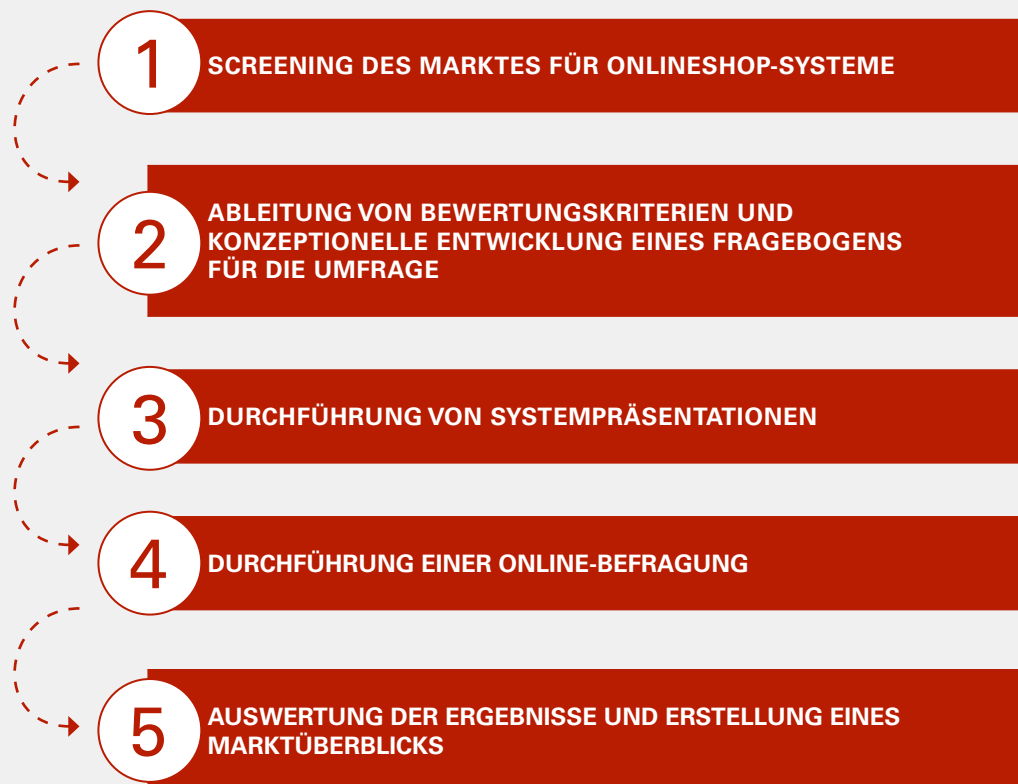 1
SCREENING DES MARKTES FÜR ONLINESHOP-SYSTEME
2
ABLEITUNG VON BEWERTUNGSKRITERIEN UND
KONZEPTIONELLE ENTWICKLUNG EINES FRAGEBOGENS
FÜR DIE UMFRAGE
3
DURCHFÜHRUNG VON SYSTEMPRÄSENTATIONEN
4
DURCHFÜHRUNG EINER ONLINE-BEFRAGUNG
5
AUSWERTUNG DER ERGEBNISSE UND ERSTELLUNG EINES
MARKTÜBERBLICKS